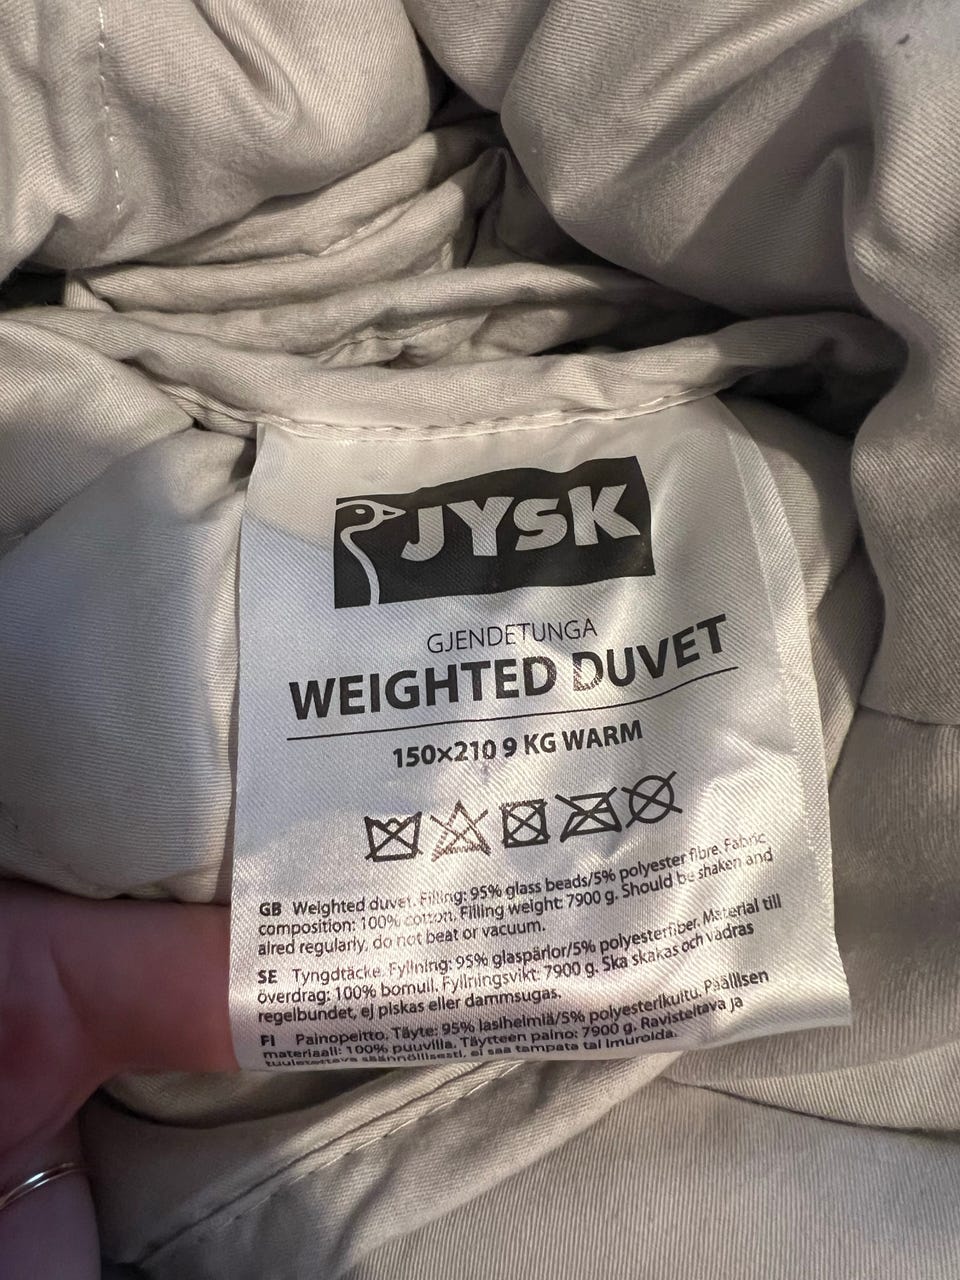 JYSK
GJENDETUNGA
WEIGHTED DUVET
150x210 9 KG WARM
GB Weighted duvet. Filling: 95% glass beads/5% polyester fibre. Fabric
composition: 100% cotton. Filling weight: 7900 g. Should be shaken and
aired regularly, do not beat or vacuum.
SE Tyngdtäcke. Fyllning: 95% glaspärlor/5% polyesterfiber. Material till
överdrag: 100% bomull. Fyllningsvikt: 7900 g. Ska skakas och vädras
regelbundet, ej piskas eller dammsugas.
FI Painopeitto. Täyte: 95% lasihelmiä/5% polyesterikuitu. Päällisen
materiaali: 100% puuvilla. Täytteen paino: 7900 g. Ravisteltava ja
tuuletettava säännöllisesti, ei saa tampata tai imuroida.